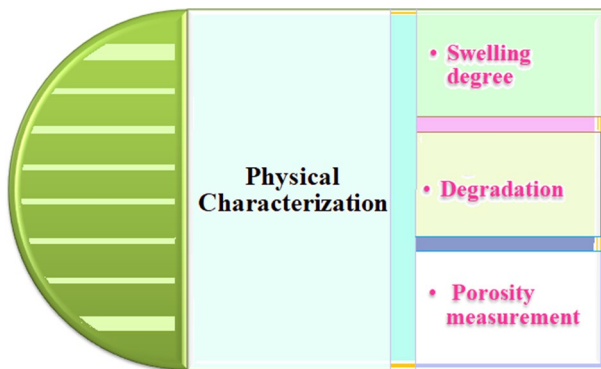 Physical
Characterization
• Swelling
degree
• Degradation
• Porosity
measurement